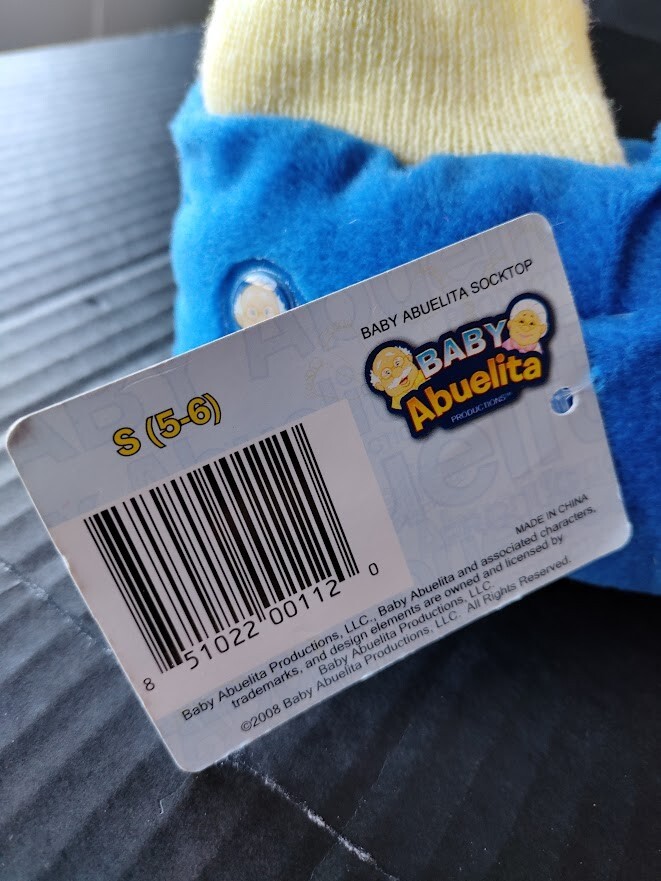 BABY ABUELITA SOCKTOP
BABY
Abuelita
PRODUCTIONS™
S (5-6)
8 51022 00112 0
MADE IN CHINA
Baby Abuelita Productions, LLC., Baby Abuelita and associated characters,
trademarks, and design elements are owned and licensed by
Baby Abuelita Productions, LLC.
©2008 Baby Abuelita Productions, LLC. All Rights Reserved.